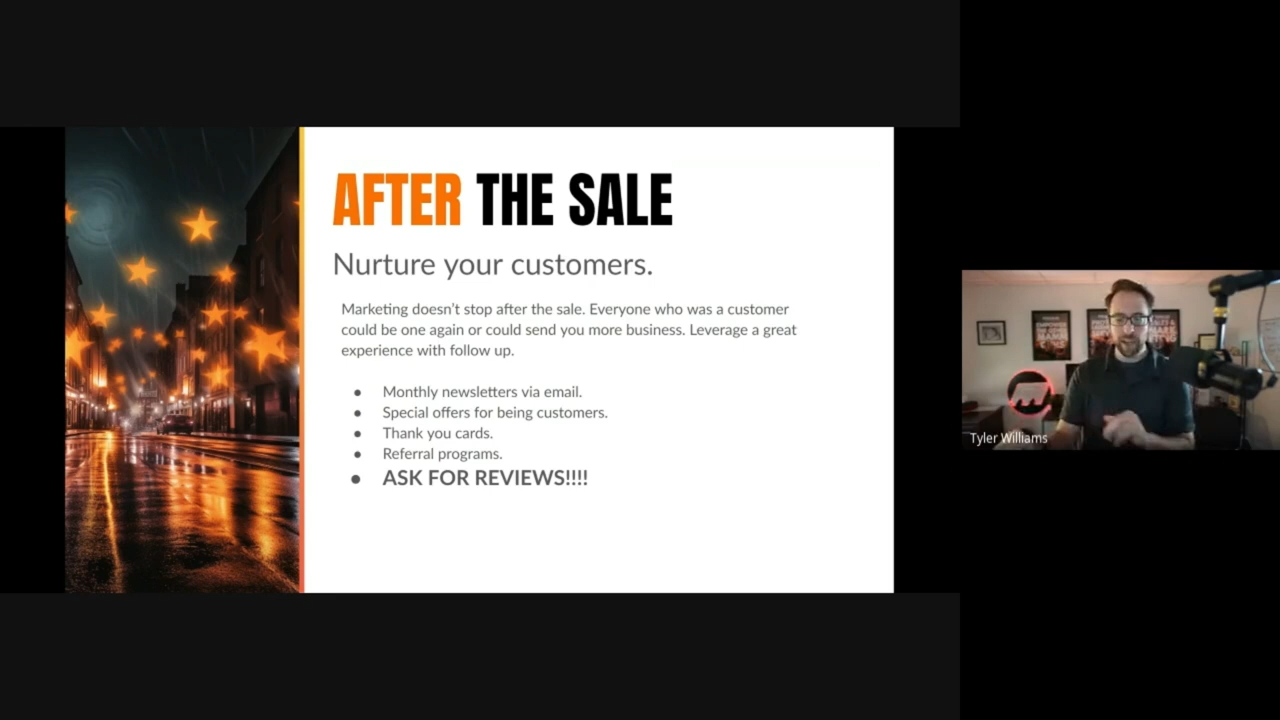 AFTER THE SALE
Nurture your customers.
Marketing doesn't stop after the sale. Everyone who was a customer
could be one again or could send you more business. Leverage a great
experience with follow up.
● Monthly newsletters via email.
● Special offers for being customers.
● Thank you cards.
● Referral programs.
● ASK FOR REVIEWS!!!!
Tyler Williams